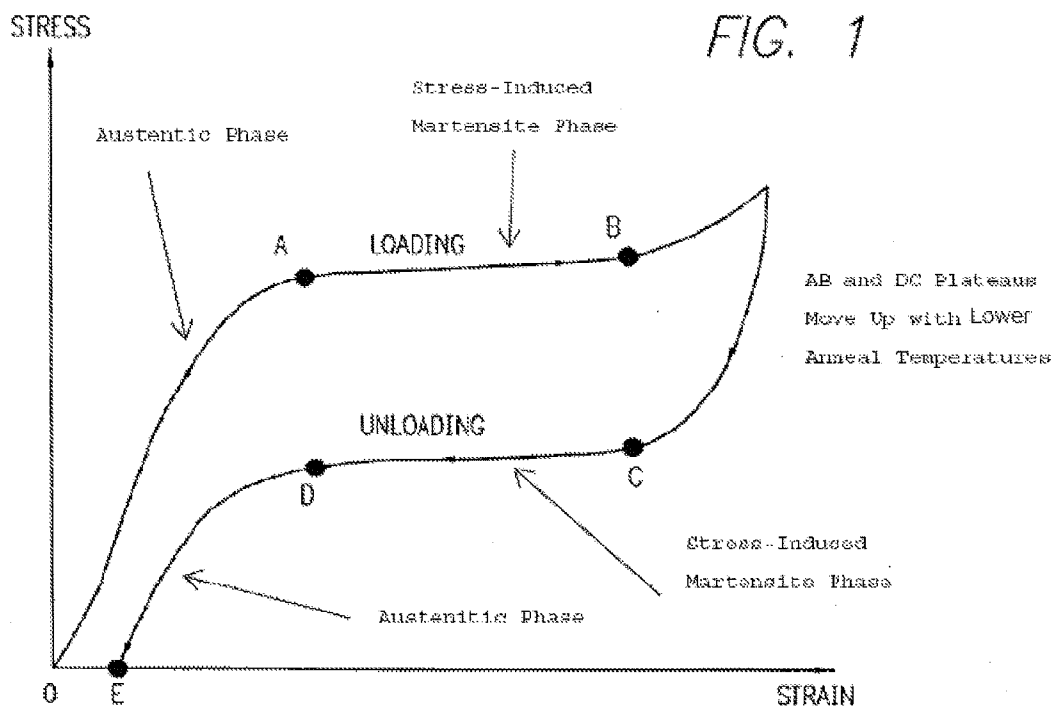 STRESS
FIG. 1
Stress-Induced
Martensite Phase
Austentic Phase
A
LOADING
B
AB and DC Plateaus
Move Up with Lower
Anneal Temperatures
UNLOADING
D
C
Stress-Induced
Martensite Phase
Austenitic Phase
O
E
STRAIN